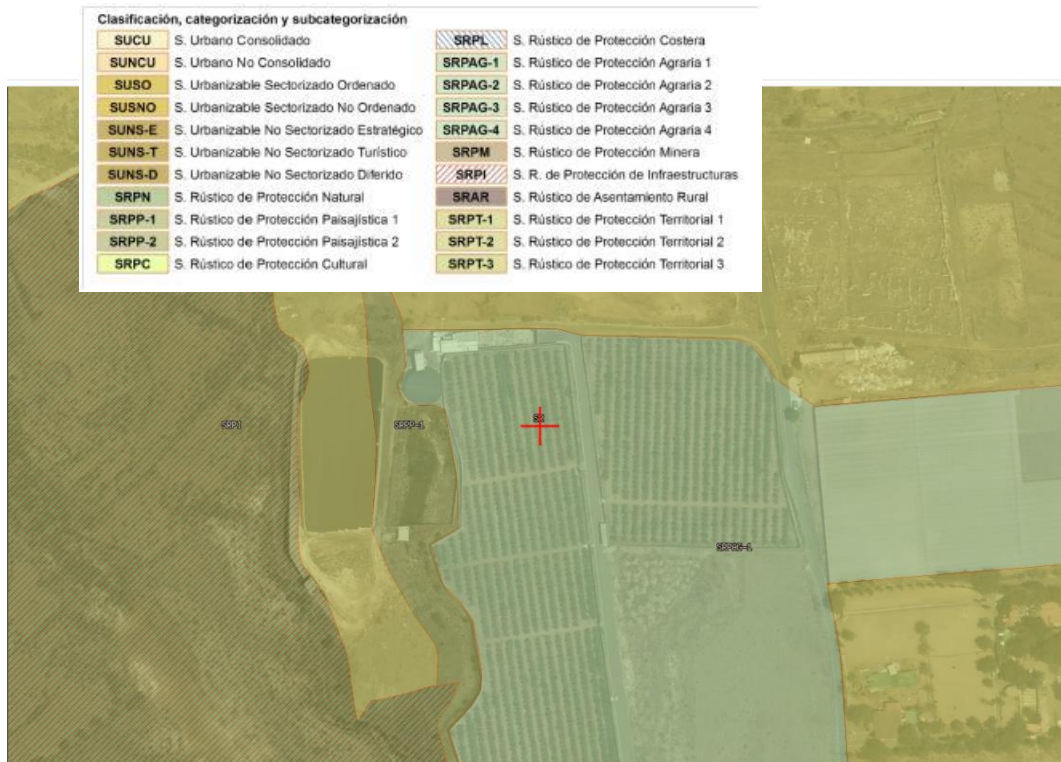 Clasificación, categorización y subcategorización
SUCU S. Urbano Consolidado
SUNCU S. Urbano No Consolidado
SUSO S. Urbanizable Sectorizado Ordenado
SUSNO S. Urbanizable Sectorizado No Ordenado
SUNS-E S. Urbanizable No Sectorizado Estratégico
SUNS-T S. Urbanizable No Sectorizado Turístico
SUNS-D S. Urbanizable No Sectorizado Diferido
SRPN S. Rústico de Protección Natural
SRPP-1 S. Rústico de Protección Paisajística 1
SRPP-2 S. Rústico de Protección Paisajística 2
SRPC S. Rústico de Protección Cultural
SRPL S. Rústico de Protección Costera
SRPAG-1 S. Rústico de Protección Agraria 1
SRPAG-2 S. Rústico de Protección Agraria 2
SRPAG-3 S. Rústico de Protección Agraria 3
SRPAG-4 S. Rústico de Protección Agraria 4
SRPM S. Rústico de Protección Minera
SRPI S. R. de Protección de Infraestructuras
SRAR S. Rústico de Asentamiento Rural
SRPT-1 S. Rústico de Protección Territorial 1
SRPT-2 S. Rústico de Protección Territorial 2
SRPT-3 S. Rústico de Protección Territorial 3
SRPI
SRPP-1
SRPAG-1